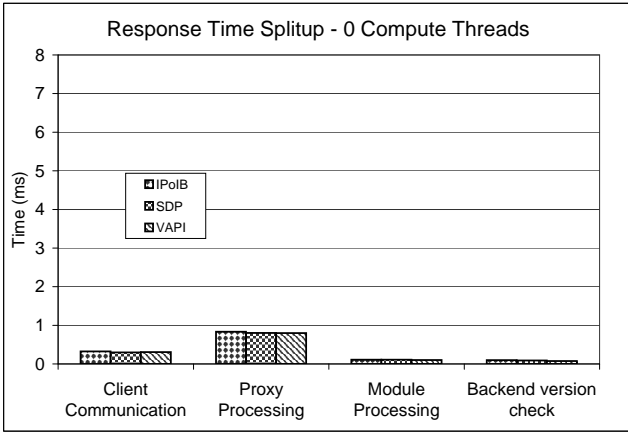 Response Time Splitup - 0 Compute Threads
8
7
6
5
4
3
2
1
0
Time (ms)
IPoIB
SDP
VAPI
Client
Communication
Proxy
Processing
Module
Processing
Backend version
check